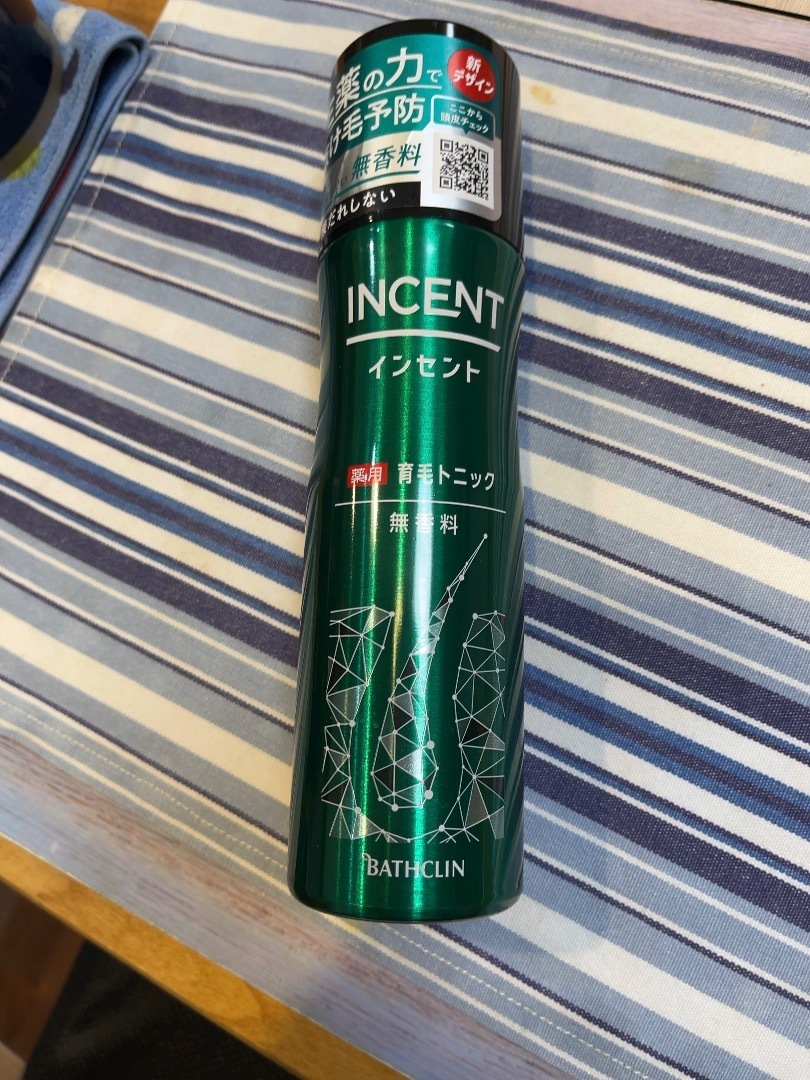 薬の力で
け毛予防
無香料
だれしない
新
デザイン
ここから
頭皮チェック
INCENT
インセント
薬用 育毛トニック
無香料
BATHCLIN